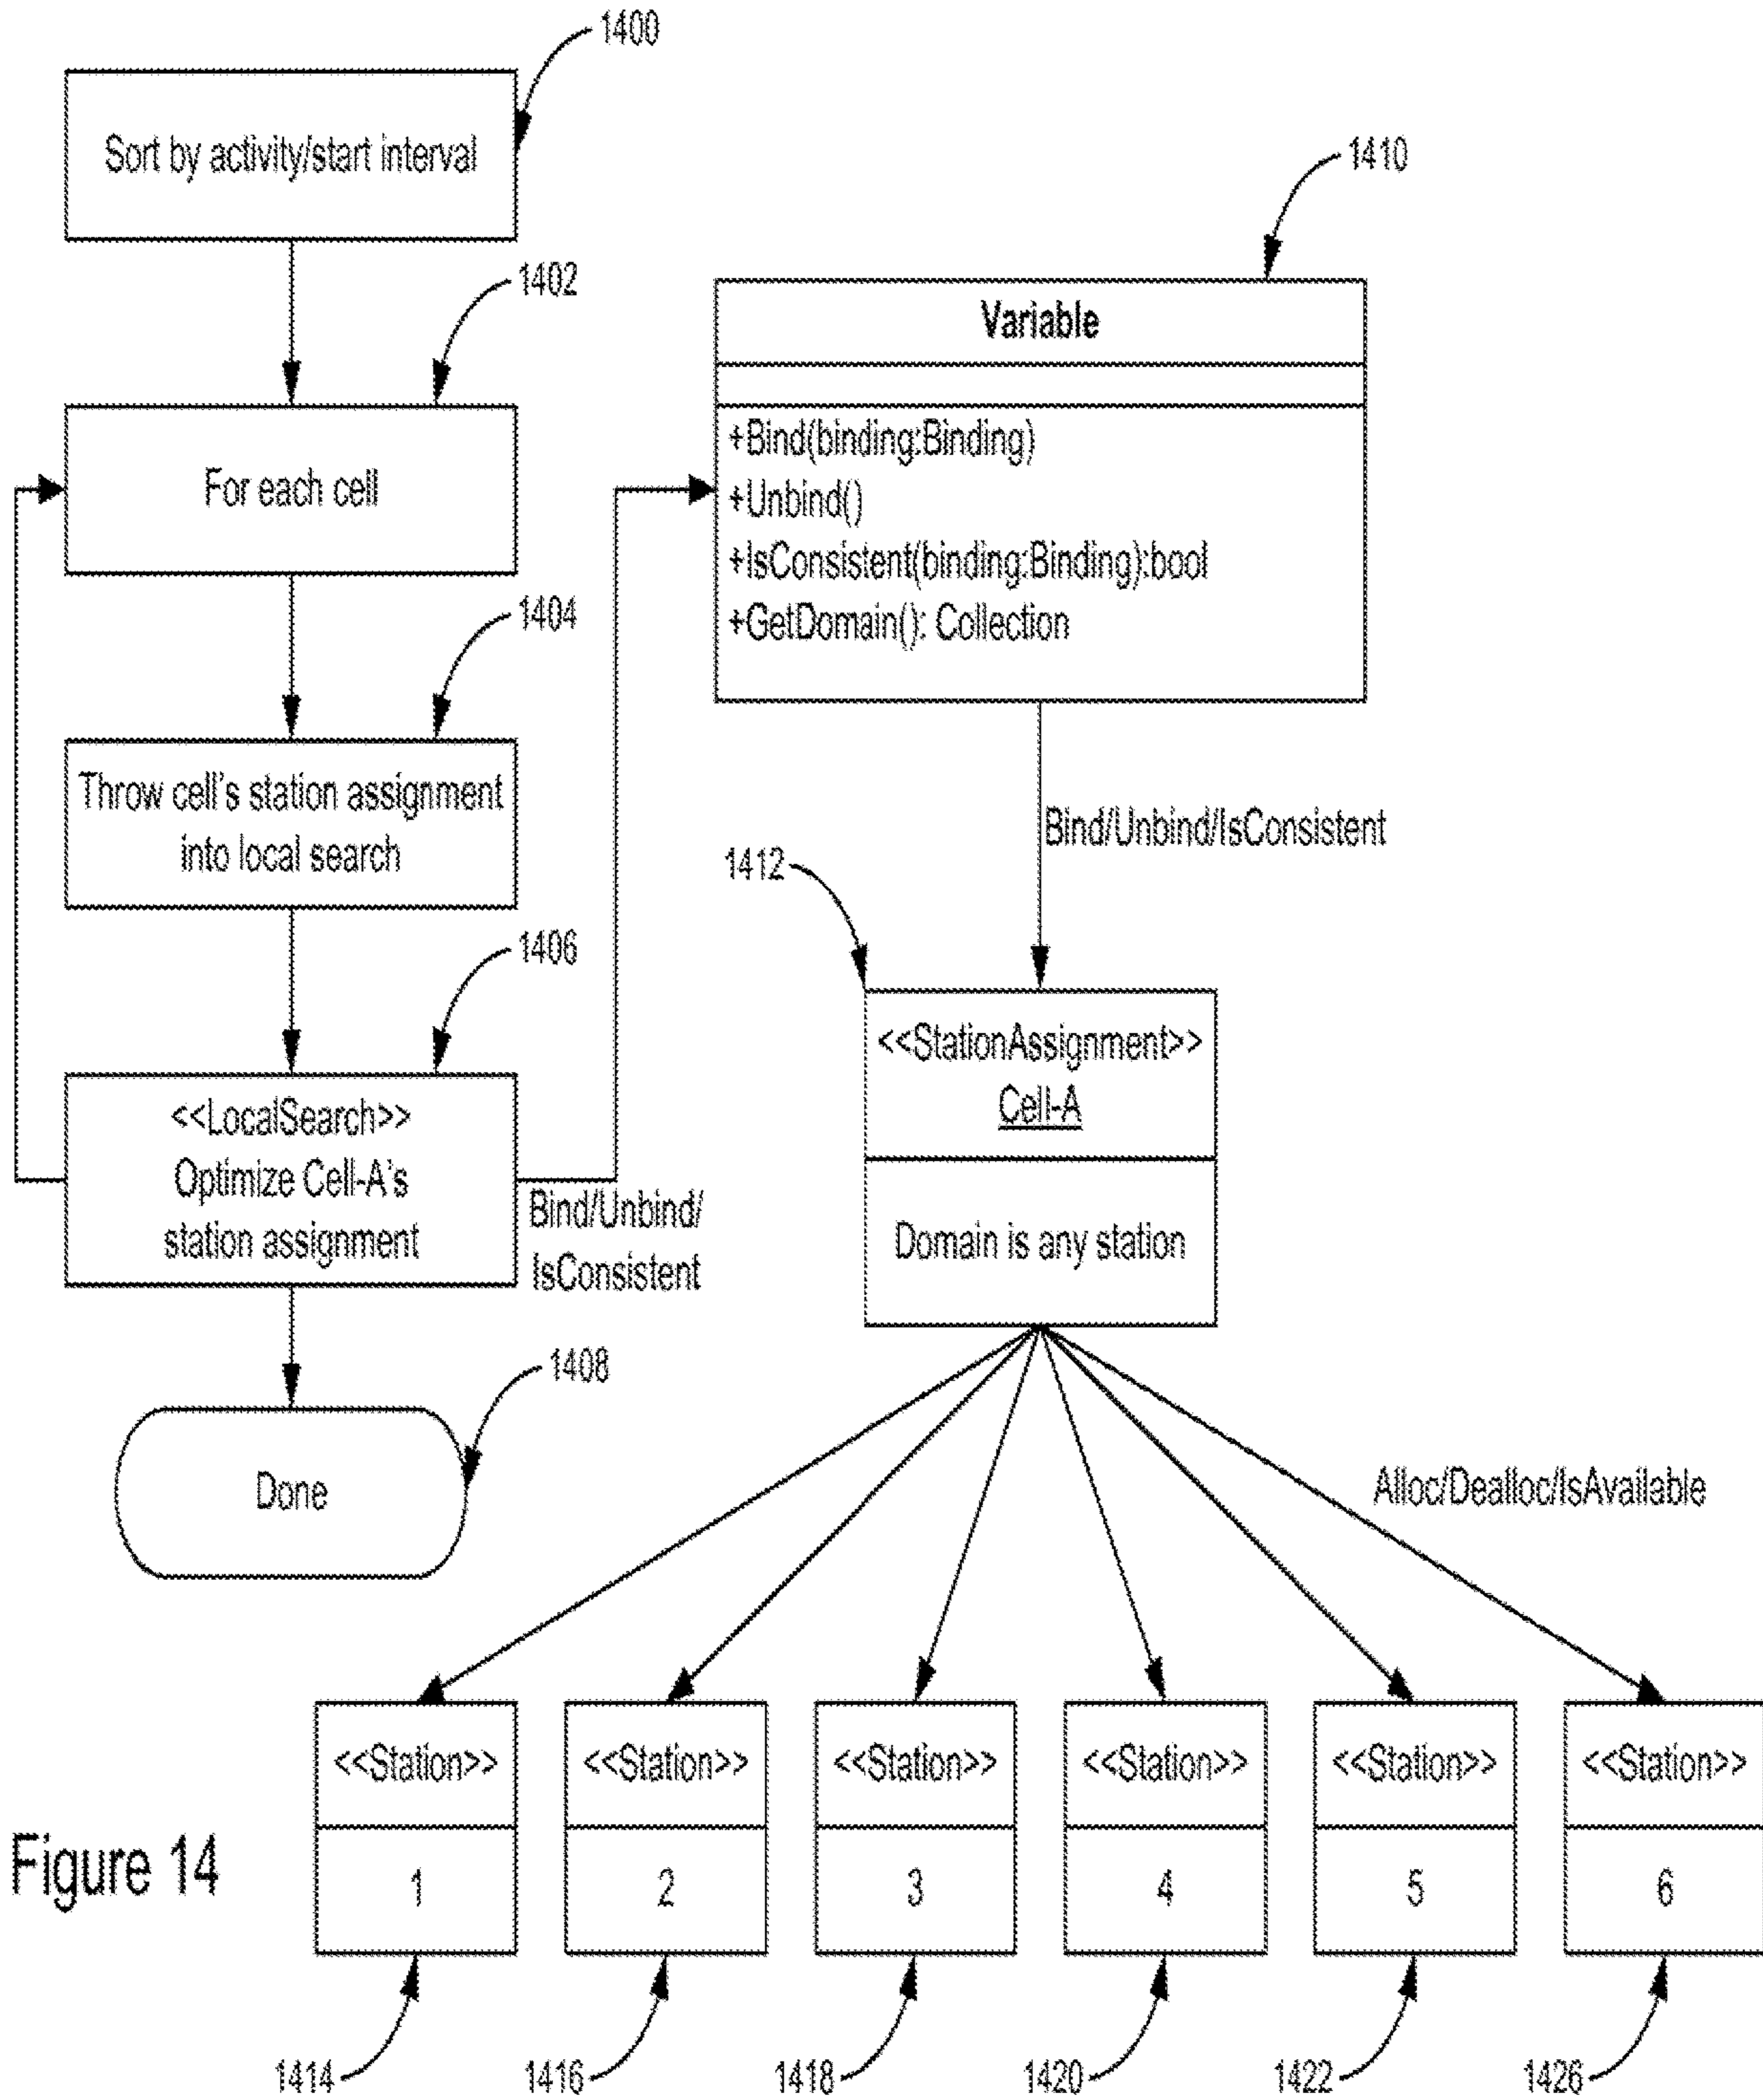 1400
Sort by activity/start interval
1402
For each cell
1404
Throw cell's station assignment
into local search
1406
<<LocalSearch>>
Optimize Cell-A's
station assignment
Bind/Unbind/
IsConsistent
1408
Done
1410
Variable
+Bind(binding:Binding)
+Unbind()
+IsConsistent(binding:Binding):bool
+GetDomain(): Collection
Bind/Unbind/IsConsistent
1412
<<StationAssignment>>
Cell-A
Domain is any station
Alloc/Dealloc/IsAvailable
<<Station>>
1
<<Station>>
2
<<Station>>
3
<<Station>>
4
<<Station>>
5
<<Station>>
6
1414
1416
1418
1420
1422
1426
Figure 14